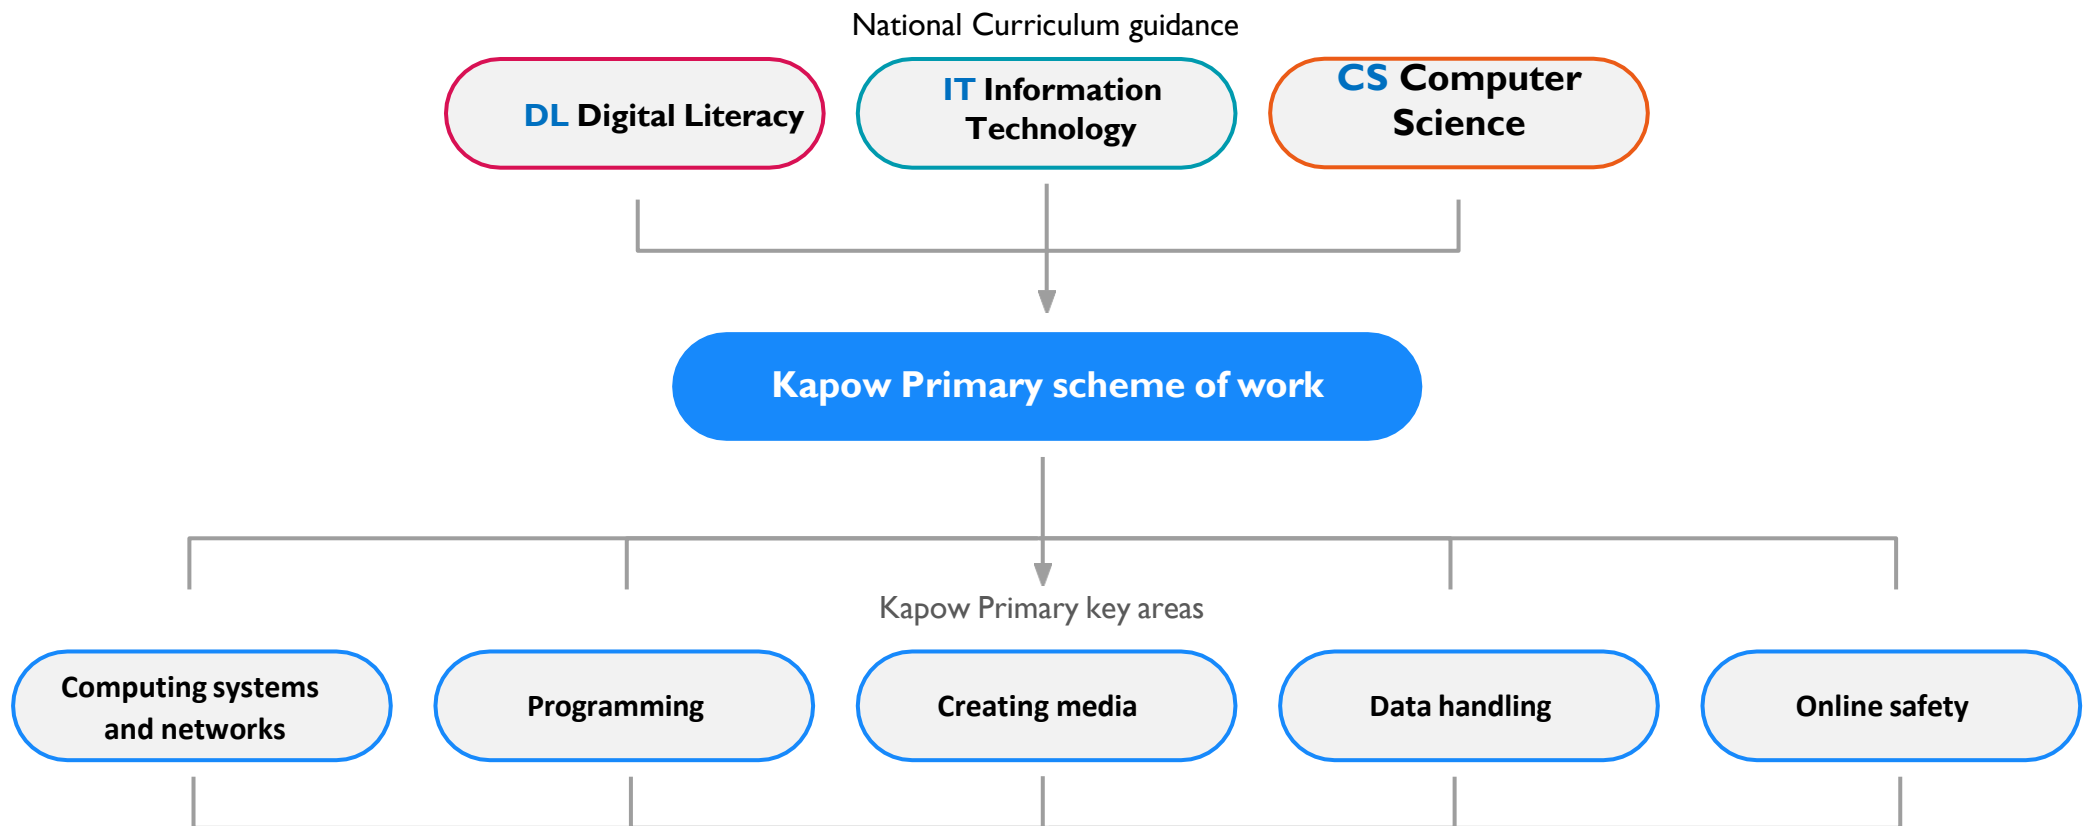 National Curriculum guidance
DL Digital Literacy
IT Information
Technology
CS Computer
Science
Kapow Primary scheme of work
Kapow Primary key areas
Computing systems
and networks
Programming
Creating media
Data handling
Online safety